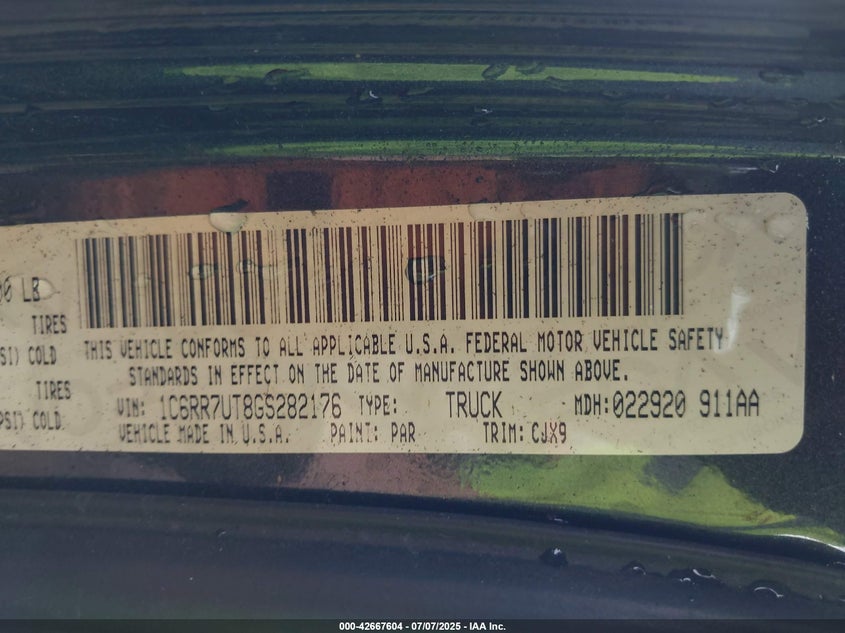 00 LB
TIRES
PSI) COLD
TIRES
PSI) COLD
THIS VEHICLE CONFORMS TO ALL APPLICABLE U.S.A. FEDERAL MOTOR VEHICLE SAFETY
STANDARDS IN EFFECT ON THE DATE OF MANUFACTURE SHOWN ABOVE.
VIN: 1C6RR7UT8GS282176 TYPE: TRUCK MDH:022920 911AA
VEHICLE MADE IN U.S.A. PAINT: PAR TRIM: CJX9
000-42667604 - 07/07/2025 - IAA Inc.